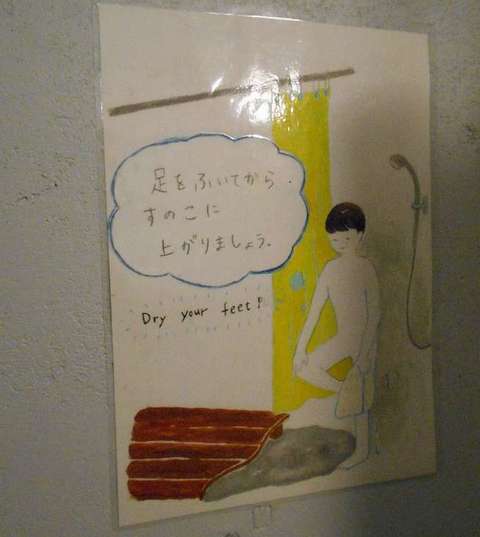 足をふいてから
すのこに
上がりましょう。
Dry your feet!